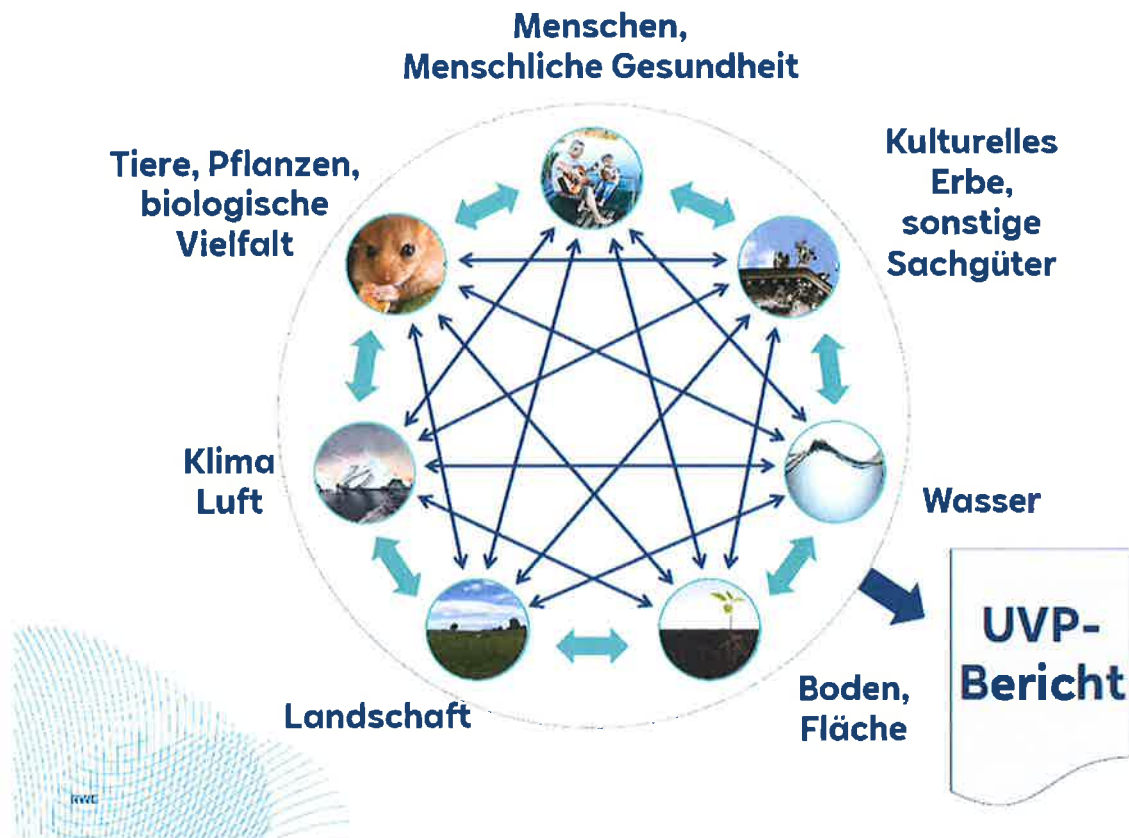 Menschen,
Menschliche Gesundheit
Tiere, Pflanzen,
biologische
Vielfalt
Kulturelles
Erbe,
sonstige
Sachgüter
Klima
Luft
Wasser
Landschaft
Boden,
Fläche
UVP-
Bericht
RWE